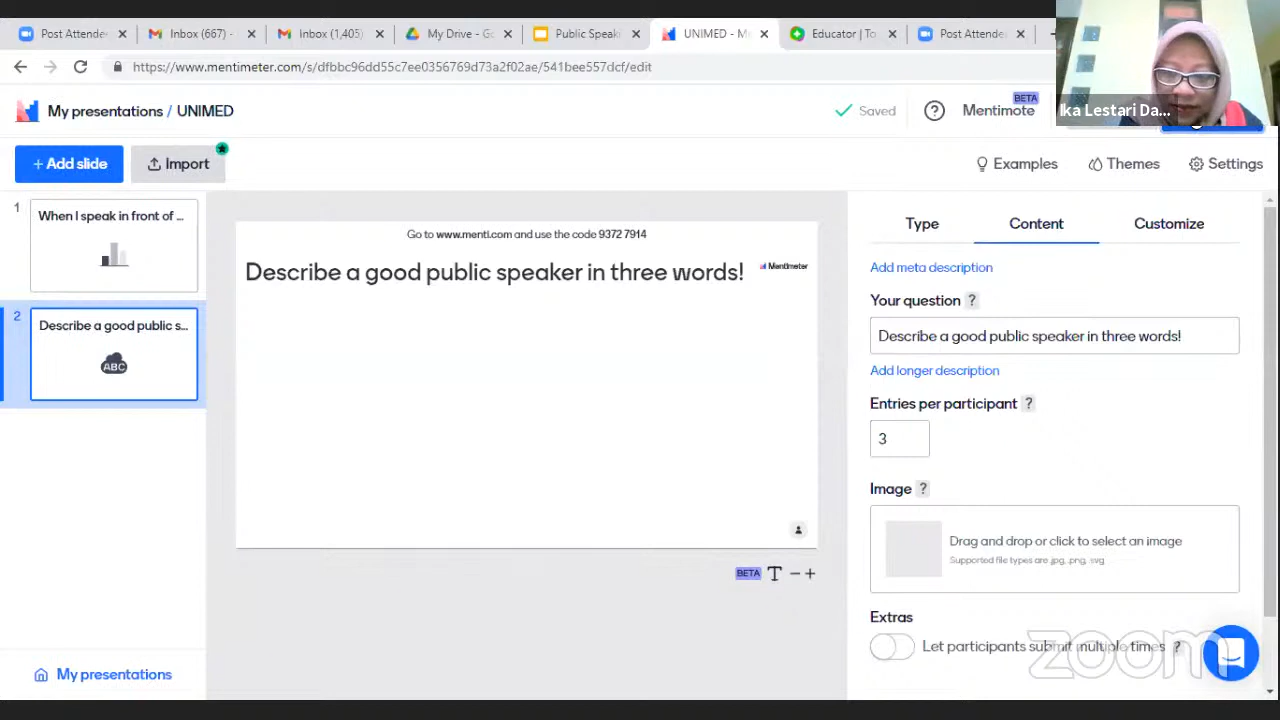 Post Attende
Inbox (667) -
Inbox (1,405)
My Drive - Go
Public Speaki
UNIMED - M
Educator | To
Post Attende
https://www.mentimeter.com/s/dfbbc96dd55c7ee0356769d73a2f02ae/541bee557dcf/edit
My presentations / UNIMED
Saved
?
Mentimote
BETA
Ika Lestari Da...
+ Add slide
Import
Examples
Themes
Settings
1
When I speak in front of ...
2
Describe a good public s...
ABC
My presentations
Go to www.menti.com and use the code 9372 7914
Describe a good public speaker in three words!
Mentimeter
BETA T − +
Type
Content
Customize
Add meta description
Your question ?
Describe a good public speaker in three words!
Add longer description
Entries per participant ?
3
Image ?
Drag and drop or click to select an image
Supported file types are .jpg, .png, .svg
Extras
Let participants submit multiple times ?
zoom